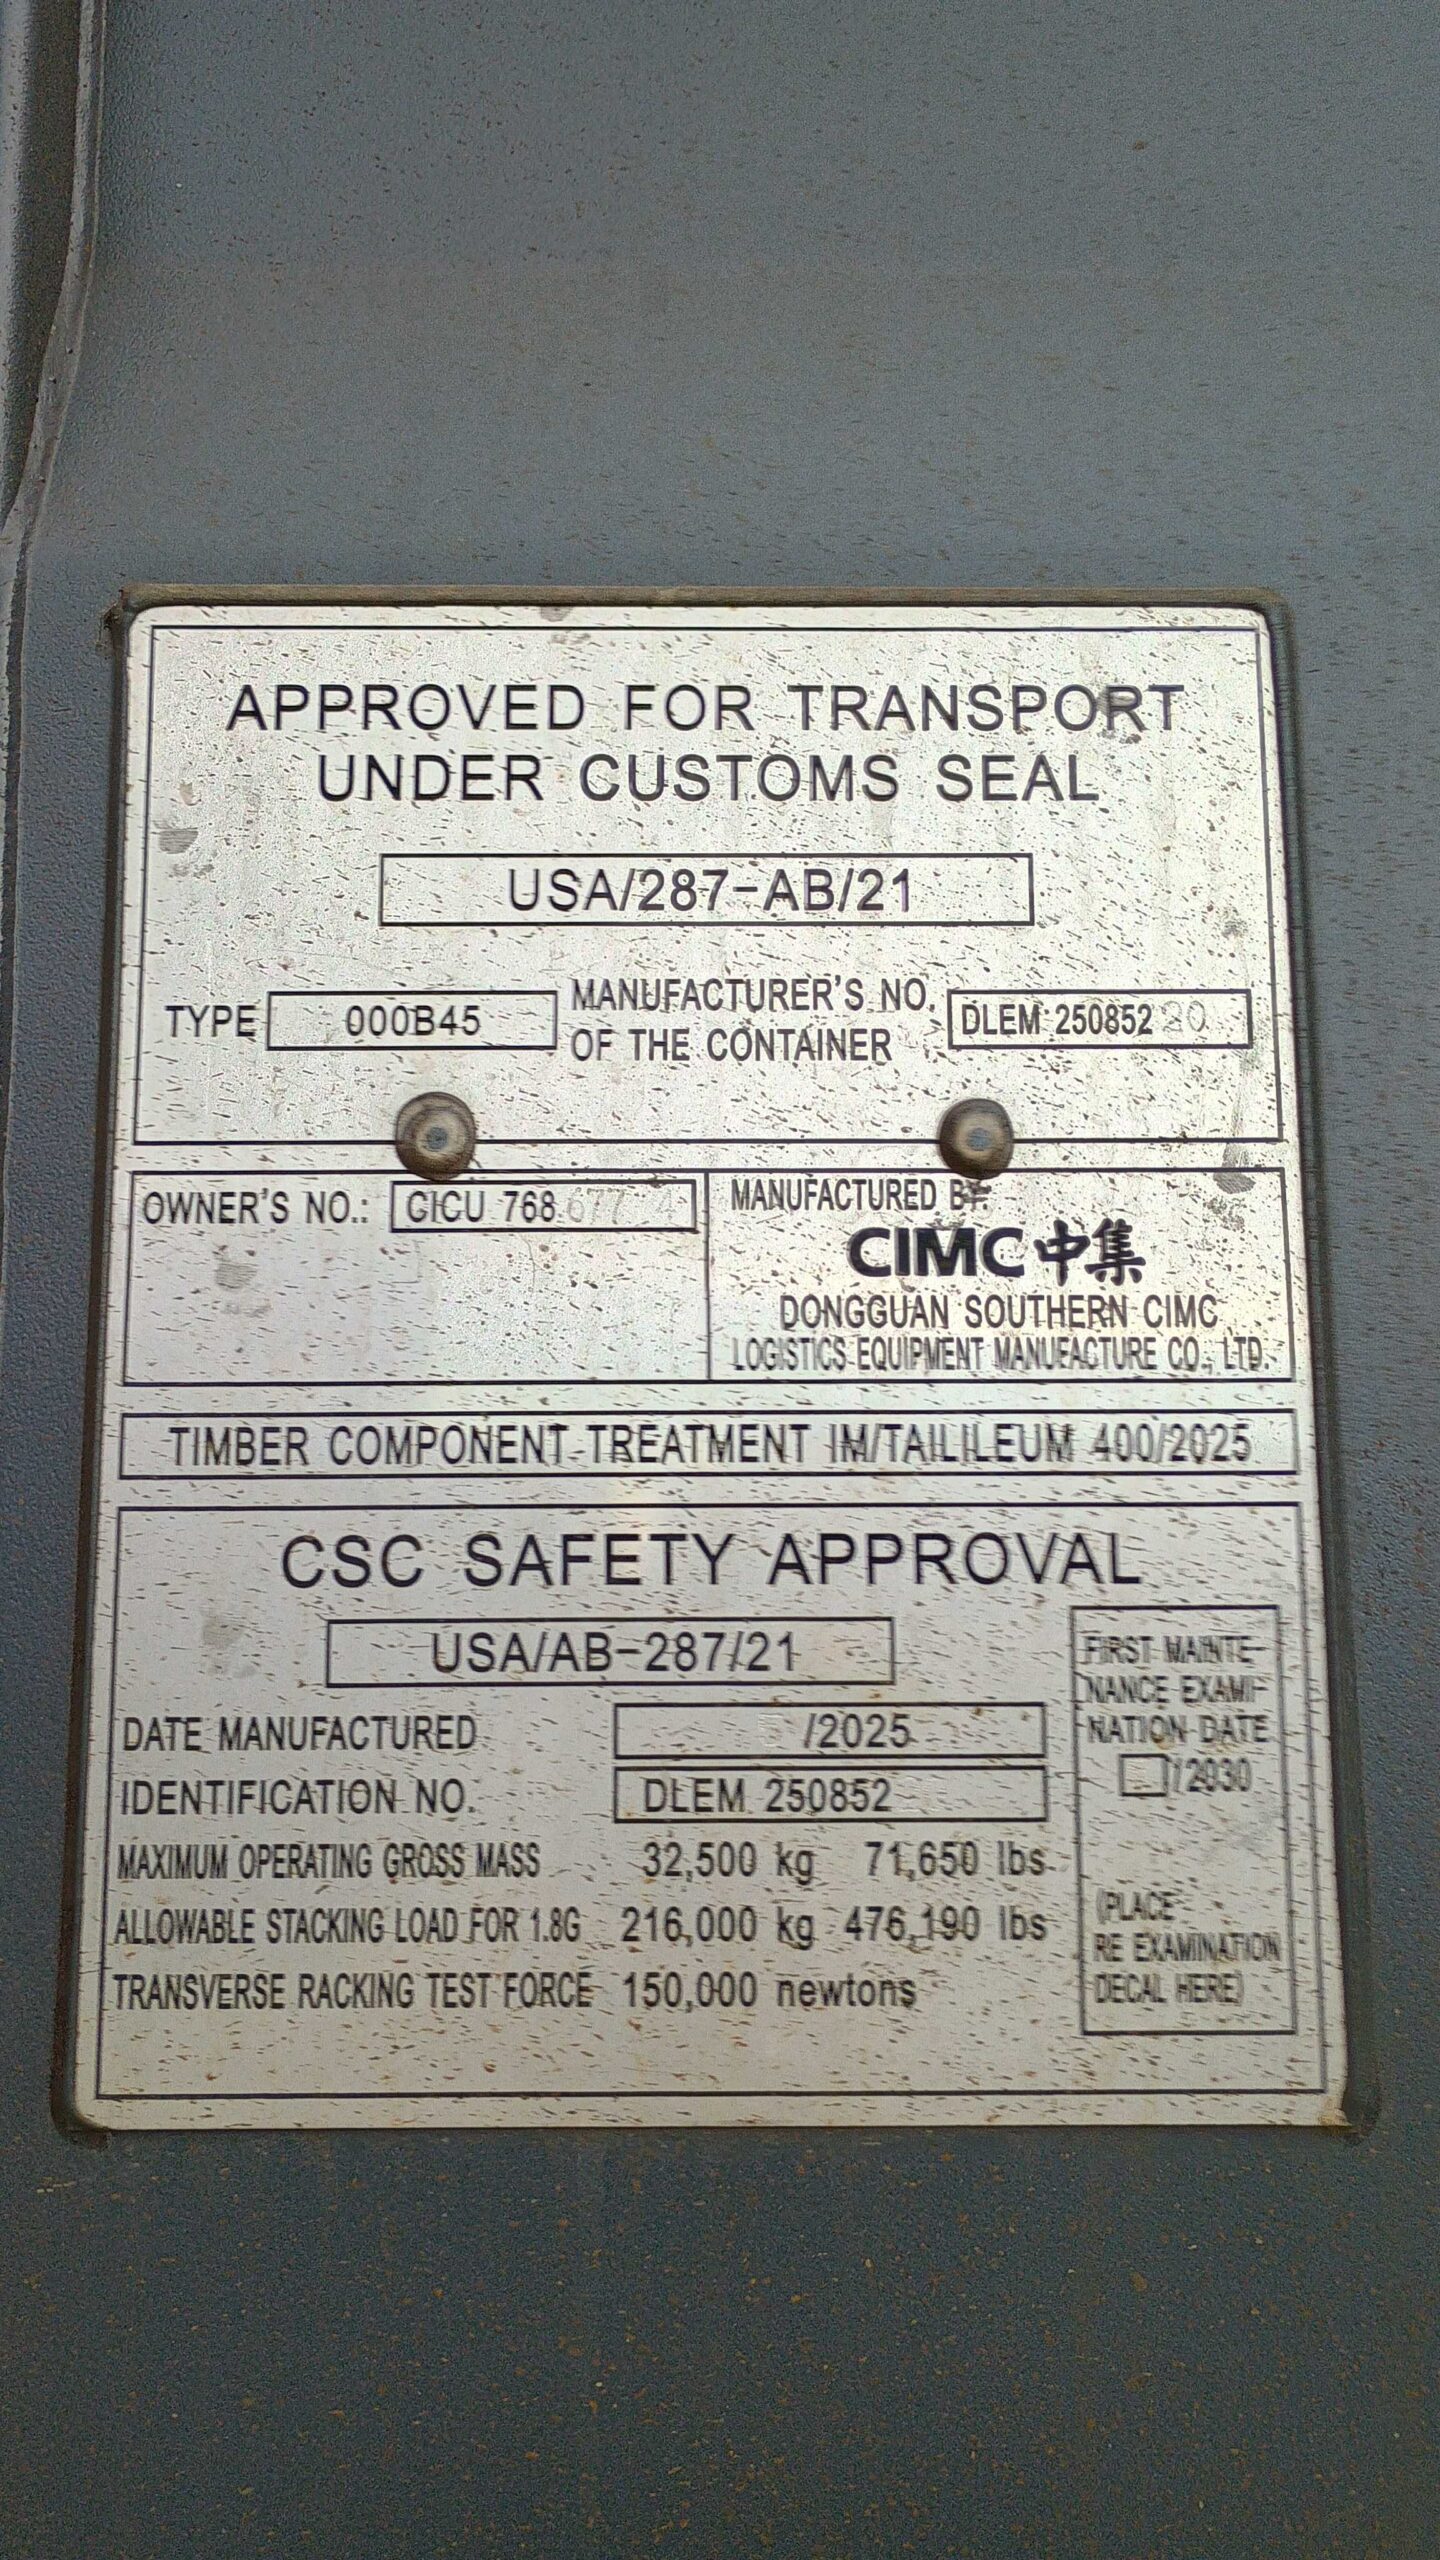 APPROVED FOR TRANSPORT
UNDER CUSTOMS SEAL
USA/287-AB/21
TYPE 000B45
MANUFACTURER'S NO.
OF THE CONTAINER
DLEM 25085220
OWNER'S NO.: CICU 768
MANUFACTURED BY:
CIMC 中集
DONGGUAN SOUTHERN CIMC
LOGISTICS EQUIPMENT MANUFACTURE CO., LTD.
TIMBER COMPONENT TREATMENT 400/2025
CSC SAFETY APPROVAL
USA/AB-287/21
DATE MANUFACTURED /2025
IDENTIFICATION NO. DLEM 250852
MAXIMUM OPERATING GROSS MASS 32,500 kg 71,650 lbs
ALLOWABLE STACKING LOAD FOR 1.8G 216,000 kg 476,190 lbs
TRANSVERSE RACKING TEST FORCE 150,000 newtons
FIRST MAINTE-
NANCE EXAMI-
NATION DATE
/2030
(PLACE
RE EXAMINATION
DECAL HERE)